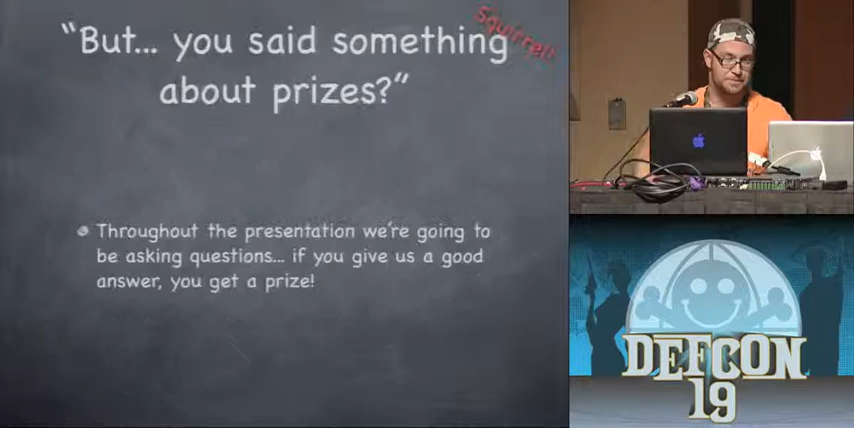 "But... you said something
about prizes?"
Squirrel!
Throughout the presentation we're going to
be asking questions... if you give us a good
answer, you get a prize!
DEFCON
19